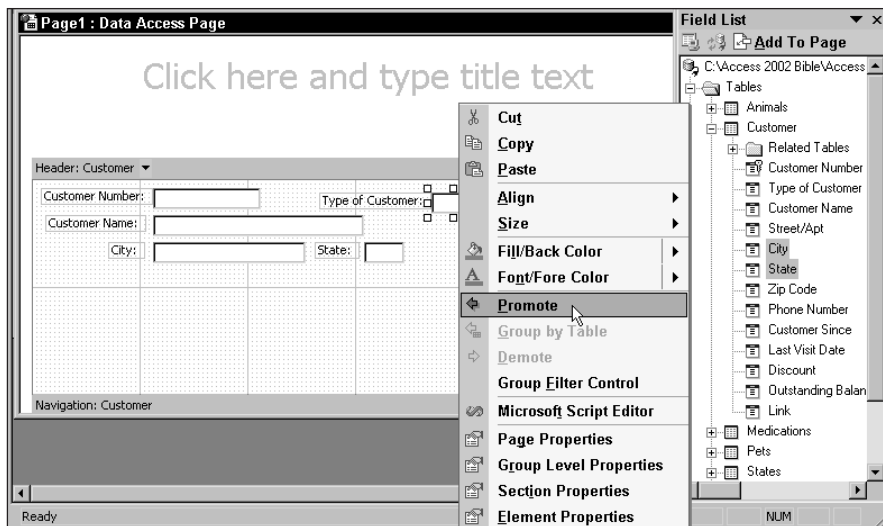 Page1 : Data Access Page
Click here and type title text
Header: Customer
Customer Number:
Type of Customer:
Customer Name:
City:
State:
Navigation: Customer
Ready
NUM
Cut
Copy
Paste
Align
Size
Fill/Back Color
Font/Fore Color
Promote
Group by Table
Demote
Group Filter Control
Microsoft Script Editor
Page Properties
Group Level Properties
Section Properties
Element Properties
Field List
Add To Page
C:\Access 2002 Bible\Access
Tables
Animals
Customer
Related Tables
Customer Number
Type of Customer
Customer Name
Street/Apt
City
State
Zip Code
Phone Number
Customer Since
Last Visit Date
Discount
Outstanding Balan
Link
Medications
Pets
States